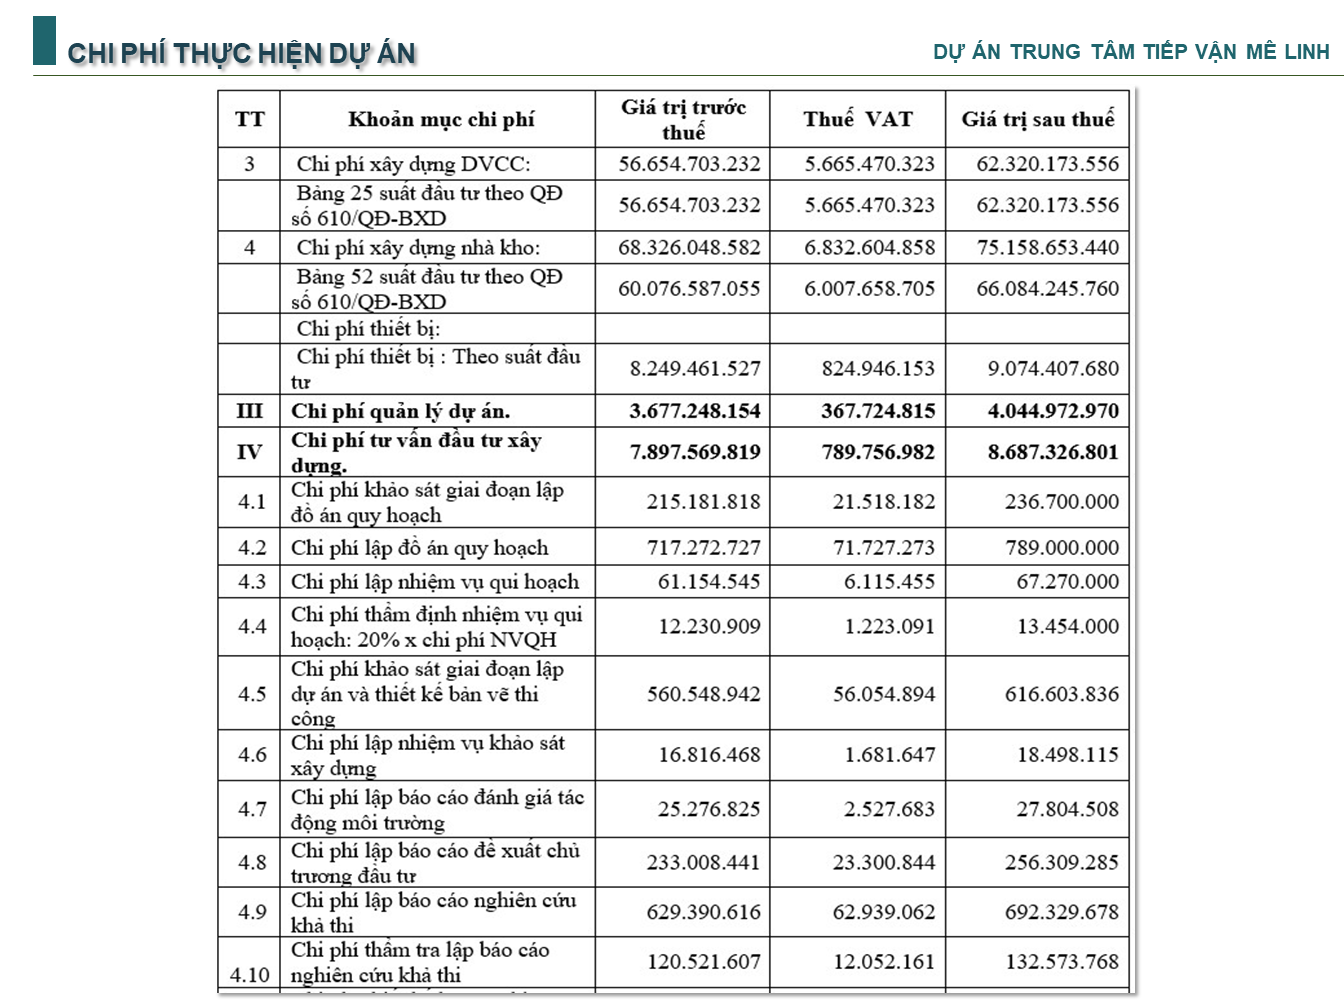 CHI PHÍ THỰC HIỆN DỰ ÁN
DỰ ÁN TRUNG TÂM TIẾP VẬN MÊ LINH
TT Khoản mục chi phí Giá trị trước thuế Thuế VAT Giá trị sau thuế
3 Chi phí xây dựng DVCC: 56.654.703.232 5.665.470.323 62.320.173.556
Bảng 25 suất đầu tư theo QĐ
số 610/QĐ-BXD 56.654.703.232 5.665.470.323 62.320.173.556
4 Chi phí xây dựng nhà kho: 68.326.048.582 6.832.604.858 75.158.653.440
Bảng 52 suất đầu tư theo QĐ
số 610/QĐ-BXD 60.076.587.055 6.007.658.705 66.084.245.760
Chi phí thiết bị:
Chi phí thiết bị : Theo suất đầu
tư 8.249.461.527 824.946.153 9.074.407.680
III Chi phí quản lý dự án. 3.677.248.154 367.724.815 4.044.972.970
IV Chi phí tư vấn đầu tư xây
dựng. 7.897.569.819 789.756.982 8.687.326.801
4.1 Chi phí khảo sát giai đoạn lập
đồ án quy hoạch 215.181.818 21.518.182 236.700.000
4.2 Chi phí lập đồ án quy hoạch 717.272.727 71.727.273 789.000.000
4.3 Chi phí lập nhiệm vụ qui hoạch 61.154.545 6.115.455 67.270.000
4.4 Chi phí thẩm định nhiệm vụ qui
hoạch: 20% x chi phí NVQH 12.230.909 1.223.091 13.454.000
4.5 Chi phí khảo sát giai đoạn lập
dự án và thiết kế bản vẽ thi
công 560.548.942 56.054.894 616.603.836
4.6 Chi phí lập nhiệm vụ khảo sát
xây dựng 16.816.468 1.681.647 18.498.115
4.7 Chi phí lập báo cáo đánh giá tác
động môi trường 25.276.825 2.527.683 27.804.508
4.8 Chi phí lập báo cáo đề xuất chủ
trương đầu tư 233.008.441 23.300.844 256.309.285
4.9 Chi phí lập báo cáo nghiên cứu
khả thi 629.390.616 62.939.062 692.329.678
4.10 Chi phí thẩm tra lập báo cáo
nghiên cứu khả thi 120.521.607 12.052.161 132.573.768